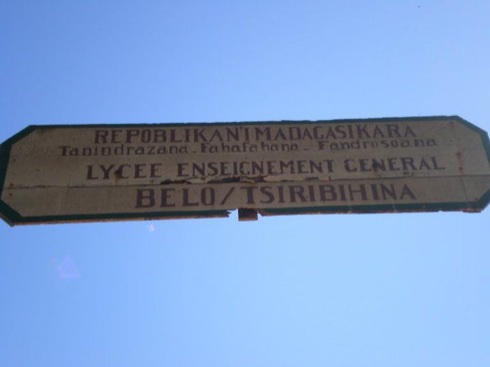 REPOBLIKAN'I MADAGASIKARA
Tanindrazana - Fahafahana - Fandrosoana
LYCEE ENSEIGNEMENT GENERAL
BELO/TSIRIBIHINA